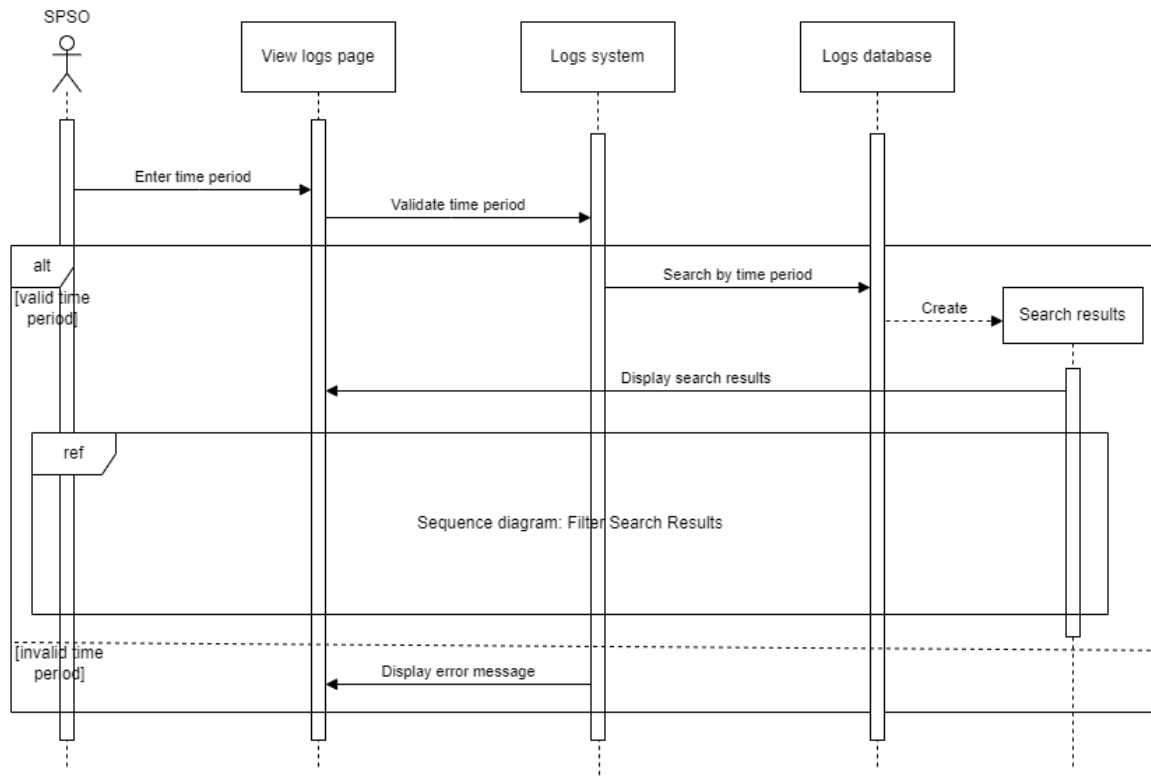 SPSO
View logs page
Logs system
Logs database
Enter time period
Validate time period
alt
[valid time
period]
Search by time period
Create
Search results
Display search results
ref
Sequence diagram: Filter Search Results
[invalid time
period]
Display error message